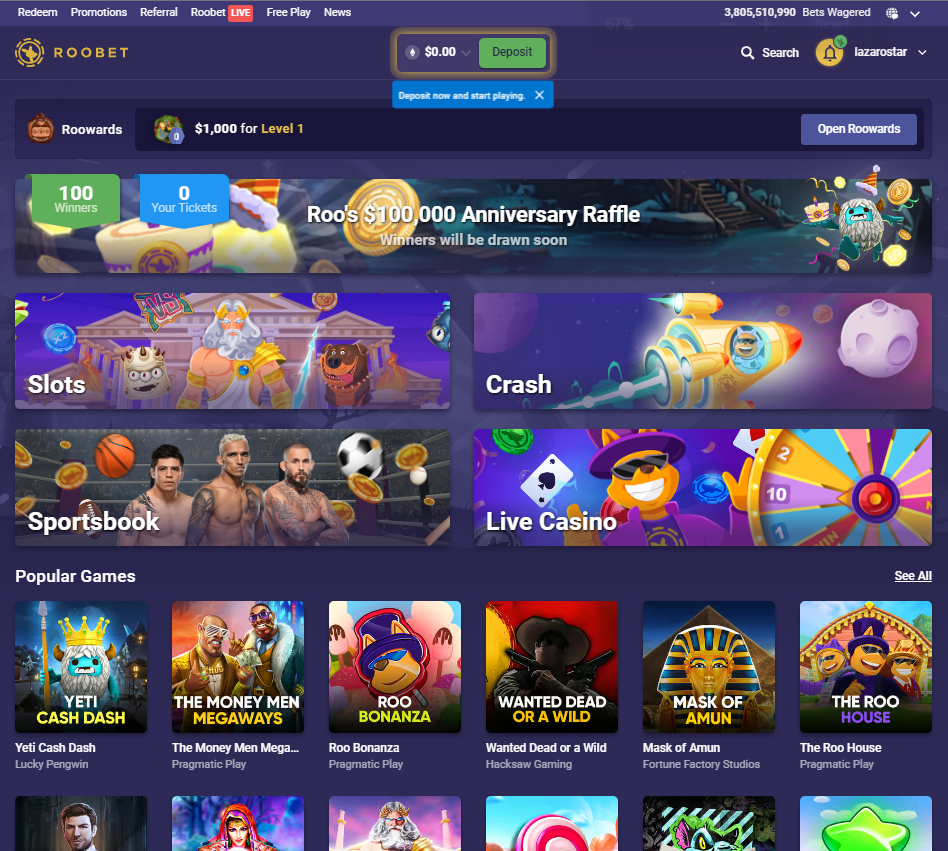 Redeem Promotions Referral Roobet LIVE Free Play News
3,805,510,990 Bets Wagered
ROOBET
$0.00 Deposit
Search
lazarostar
Deposit now and start playing.
Roowards
0
$1,000 for Level 1
Open Roowards
100
Winners
0
Your Tickets
Roo's $100,000 Anniversary Raffle
Winners will be drawn soon
Slots
Crash
Sportsbook
2
10
1
Live Casino
Popular Games
See All
YETI
CASH DASH
THE MONEY MEN
MEGAWAYS
ROO
BONANZA
WANTED DEAD
OR A WILD
MASK OF
AMUN
THE ROO
HOUSE
Yeti Cash Dash
Lucky Pengwin
The Money Men Mega...
Pragmatic Play
Roo Bonanza
Pragmatic Play
Wanted Dead or a Wild
Hacksaw Gaming
Mask of Amun
Fortune Factory Studios
The Roo House
Pragmatic Play